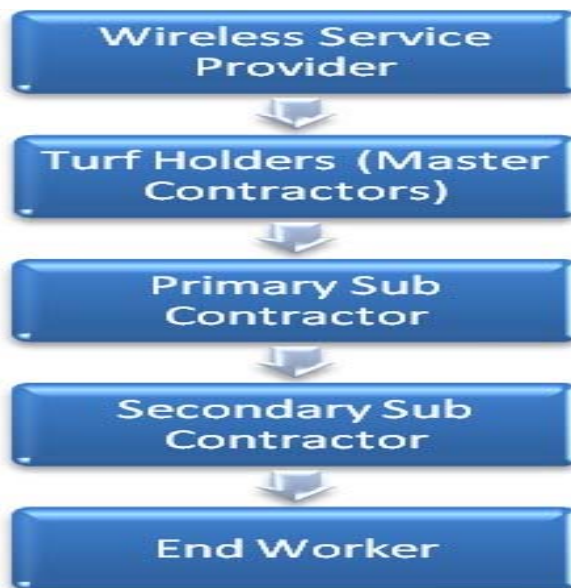 Wireless Service
Provider
Turf Holders (Master
Contractors)
Primary Sub
Contractor
Secondary Sub
Contractor
End Worker